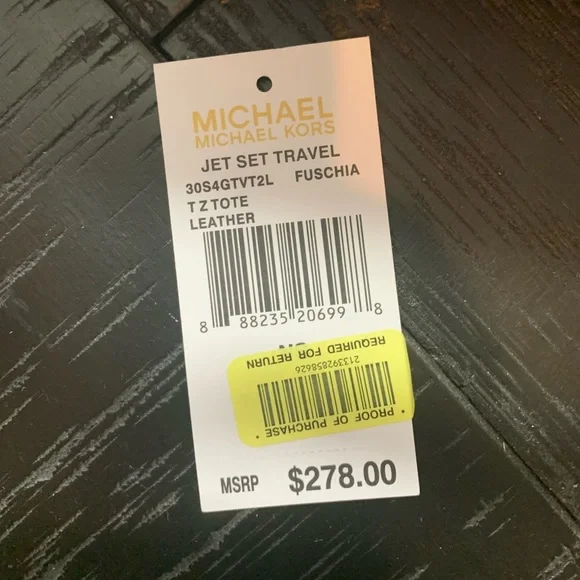 MICHAEL
MICHAEL KORS
JET SET TRAVEL
30S4GTVT2L FUSCHIA
T Z TOTE
LEATHER
8 88235 20699 8
* PROOF OF PURCHASE *
213392858626
REQUIRED FOR RETURN
MSRP $278.00